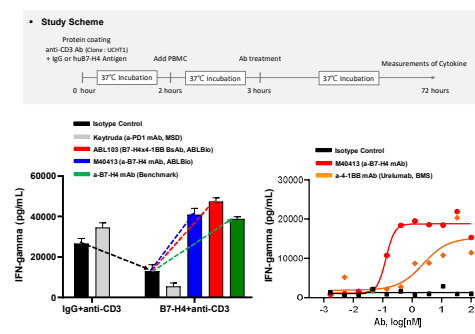 ▪ Study Scheme
Protein coating
anti-CD3 Ab (Clone : UCHT1)
+ IgG or huB7-H4 Antigen
Add PBMC
Ab treatment
Measurements of Cytokine
37℃ Incubation
37℃ Incubation
37℃ Incubation
0 hour
2 hours
3 hours
72 hours
Isotype Control
Keytruda (a-PD1 mAb, MSD)
ABL103 (B7-H4x4-1BB BsAb, ABLBio)
M40413 (a-B7-H4 mAb, ABLBio)
a-B7-H4 mAb (Benchmark)
IFN-gamma (pg/mL)
60000
40000
20000
0
IgG+anti-CD3
B7-H4+anti-CD3
Isotype Control
M40413 (a-B7-H4 mAb)
a-4-1BB mAb (Urelumab, BMS)
IFN-gamma (pg/mL)
30000
20000
10000
0
-3
-2
-1
0
1
2
Ab, log[nM]